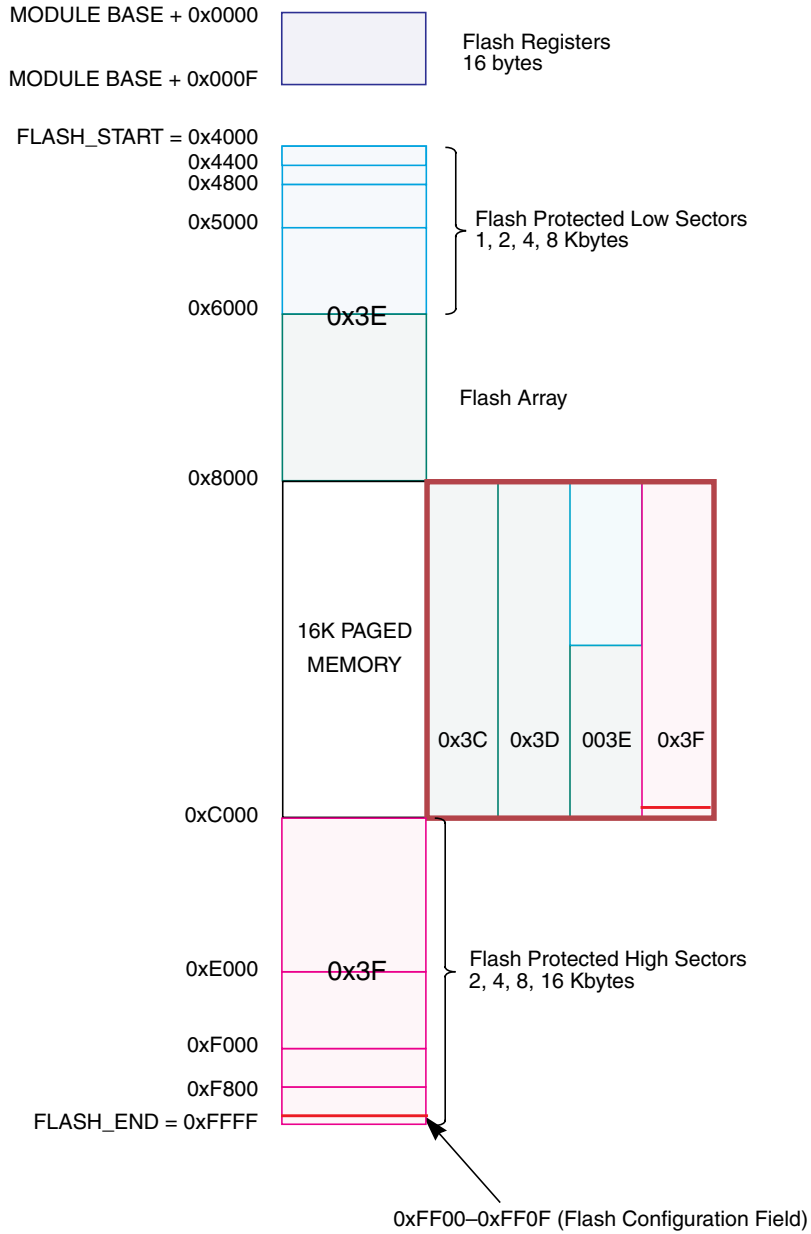 MODULE BASE + 0x0000
Flash Registers
16 bytes
MODULE BASE + 0x000F
FLASH_START = 0x4000
0x4400
0x4800
0x5000
Flash Protected Low Sectors
1, 2, 4, 8 Kbytes
0x6000
0x3E
Flash Array
0x8000
16K PAGED
MEMORY
0x3C
0x3D
003E
0x3F
0xC000
Flash Protected High Sectors
2, 4, 8, 16 Kbytes
0xE000
0x3F
0xF000
0xF800
FLASH_END = 0xFFFF
0xFF00–0xFF0F (Flash Configuration Field)